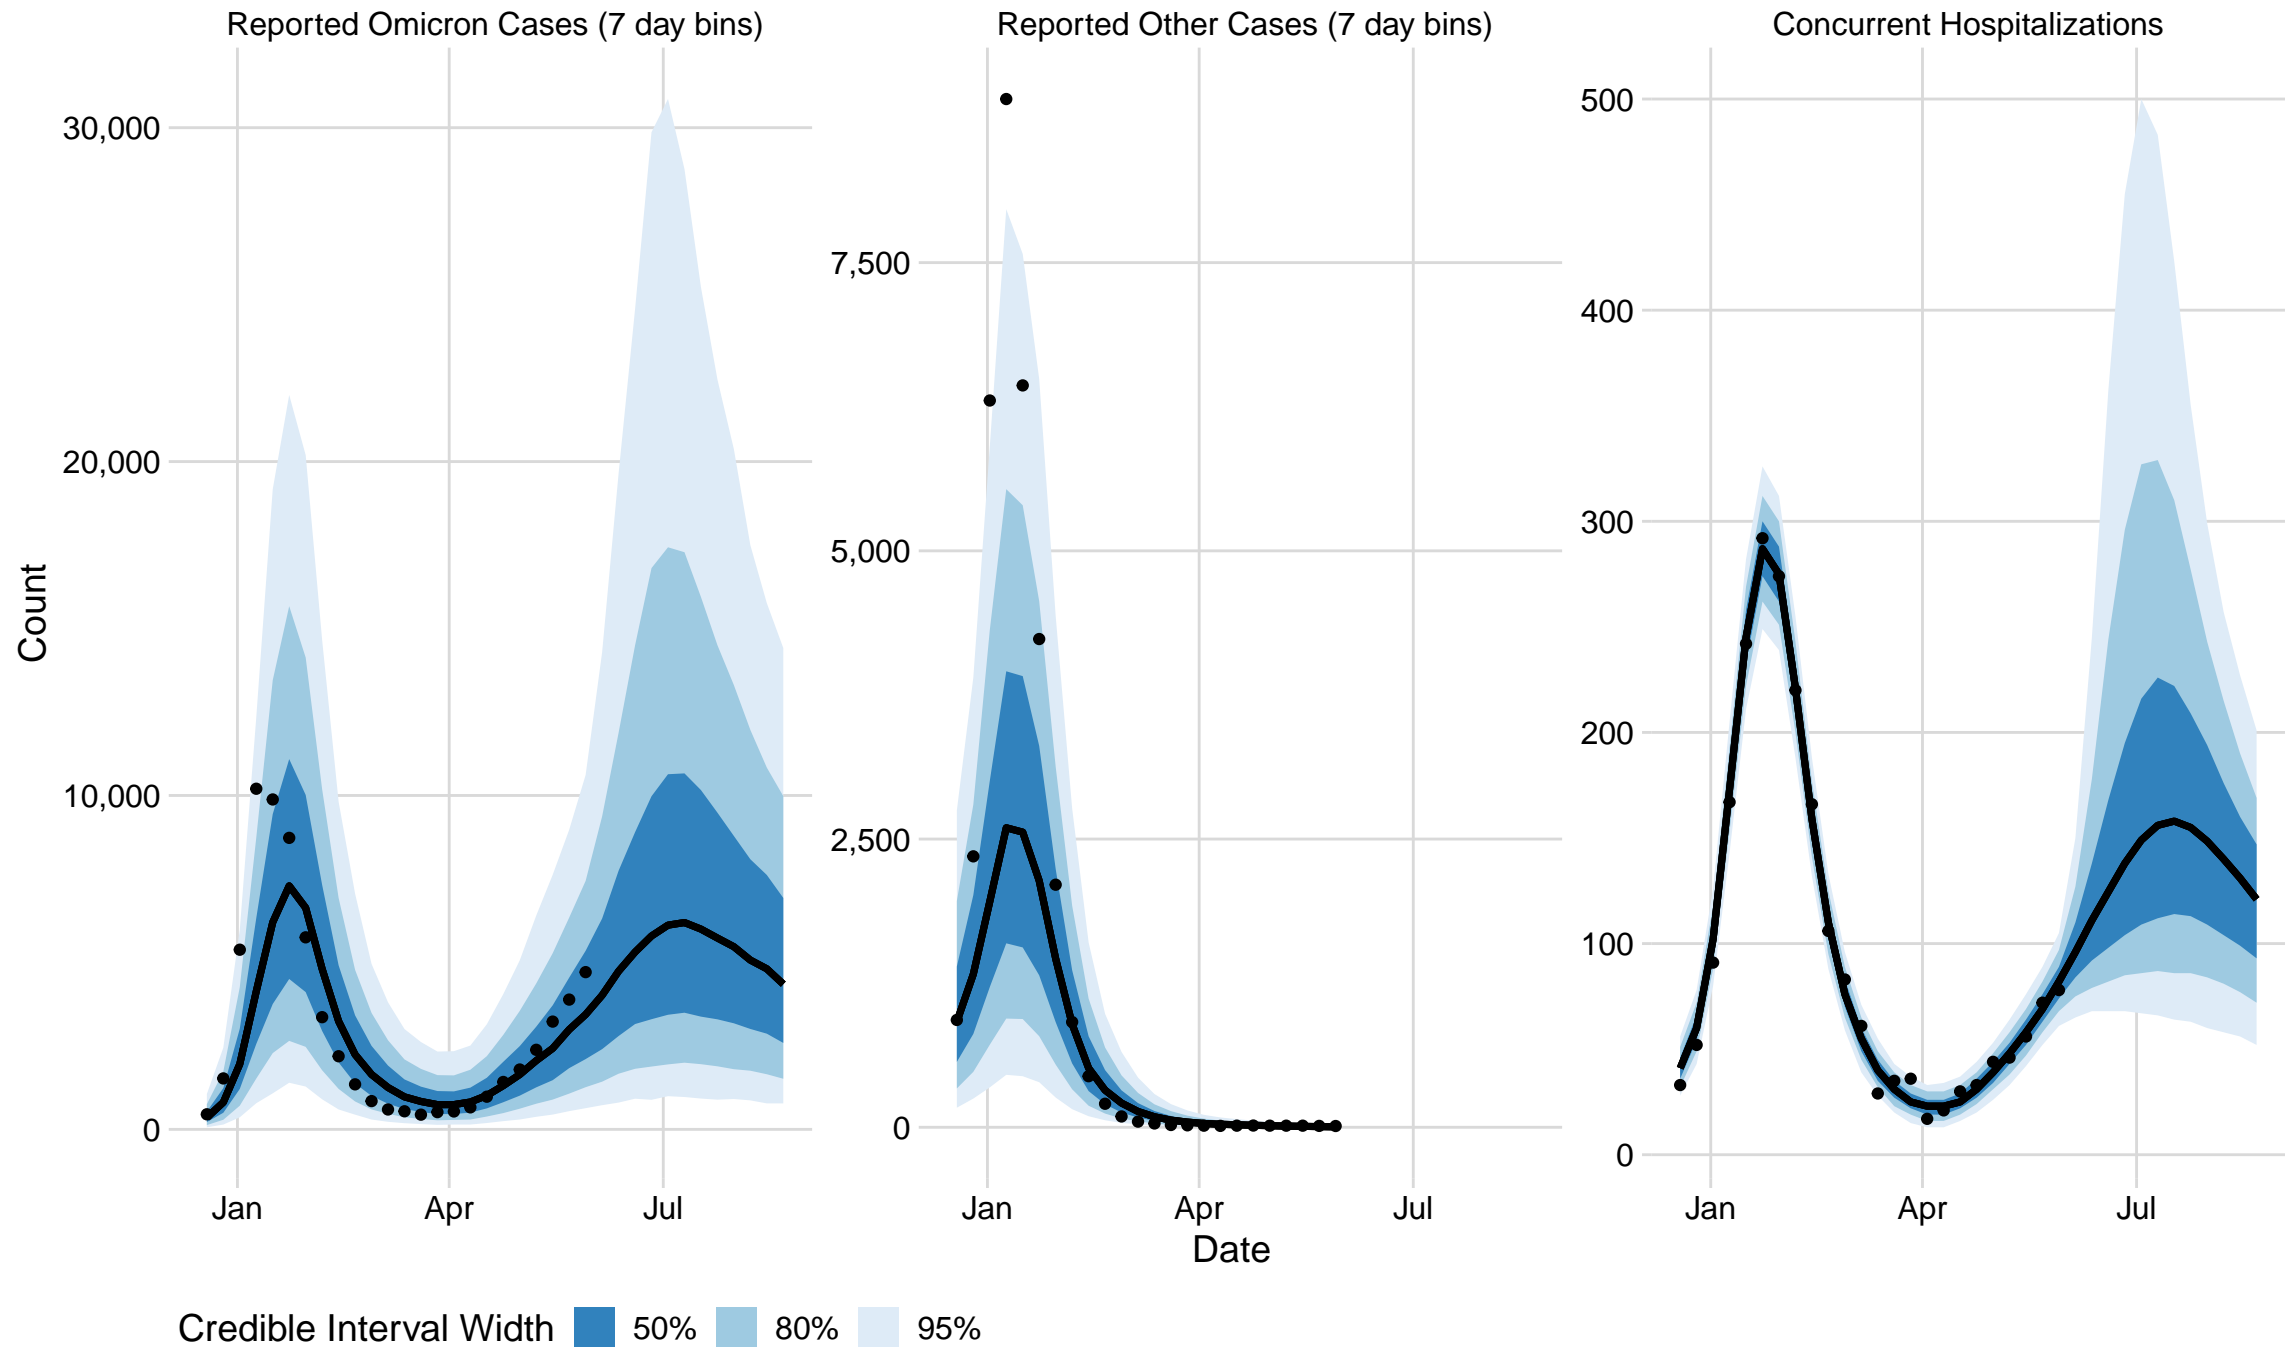 Reported Omicron Cases (7 day bins)
Reported Other Cases (7 day bins)
Concurrent Hospitalizations
Count
30,000
20,000
10,000
0
7,500
5,000
2,500
0
500
400
300
200
100
0
Jan Apr Jul
Jan Apr Jul
Jan Apr Jul
Date
Credible Interval Width 50% 80% 95%